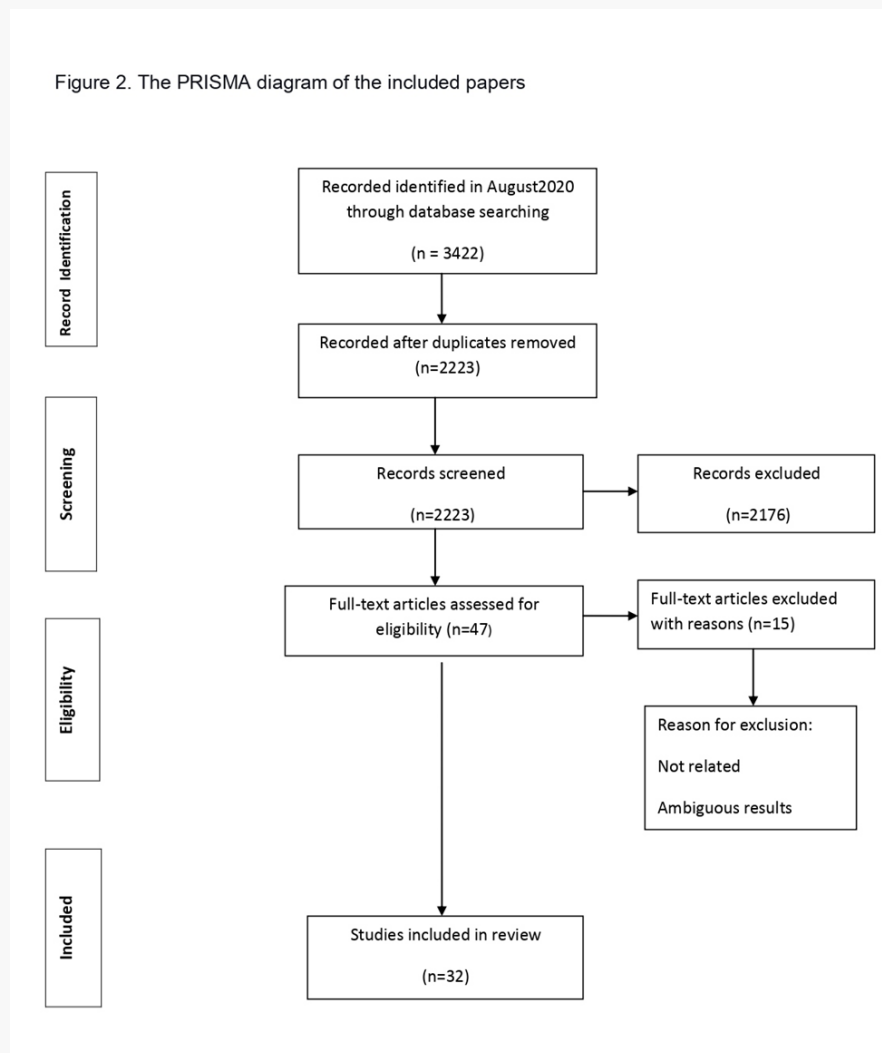 Figure 2. The PRISMA diagram of the included papers
Record Identification
Recorded identified in August2020
through database searching
(n = 3422)
Recorded after duplicates removed
(n=2223)
Screening
Records screened
(n=2223)
Records excluded
(n=2176)
Eligibility
Full-text articles assessed for
eligibility (n=47)
Full-text articles excluded
with reasons (n=15)
Reason for exclusion:
Not related
Ambiguous results
Included
Studies included in review
(n=32)